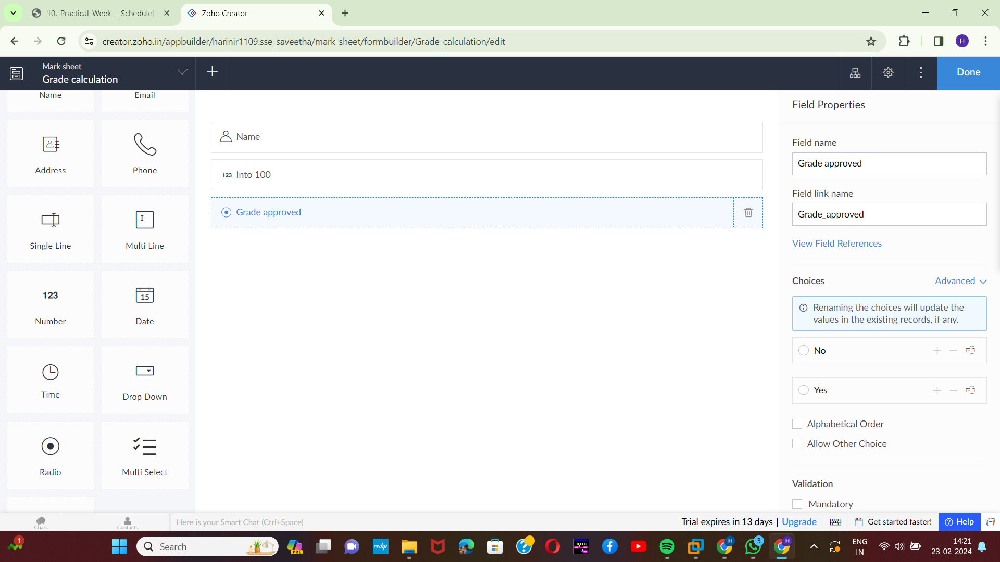 10._Practical_Week_-_Schedule[
Zoho Creator
creator.zoho.in/appbuilder/harinir1109.sse_saveetha/mark-sheet/formbuilder/Grade_calculation/edit
H
Mark sheet
Grade calculation
Done
Name
Email
Address
Phone
Single Line
Multi Line
123
Number
15
Date
Time
Drop Down
Radio
Multi Select
Name
123 Into 100
Grade approved
Field Properties
Field name
Grade approved
Field link name
Grade_approved
View Field References
Choices
Advanced
Renaming the choices will update the
values in the existing records, if any.
No
Yes
Alphabetical Order
Allow Other Choice
Validation
Mandatory
Chats
Contacts
Here is your Smart Chat (Ctrl+Space)
Trial expires in 13 days | Upgrade
Get started faster!
Help
1
Search
PRE
myhp
DATA
H
3
H
ENG
IN
14:21
23-02-2024